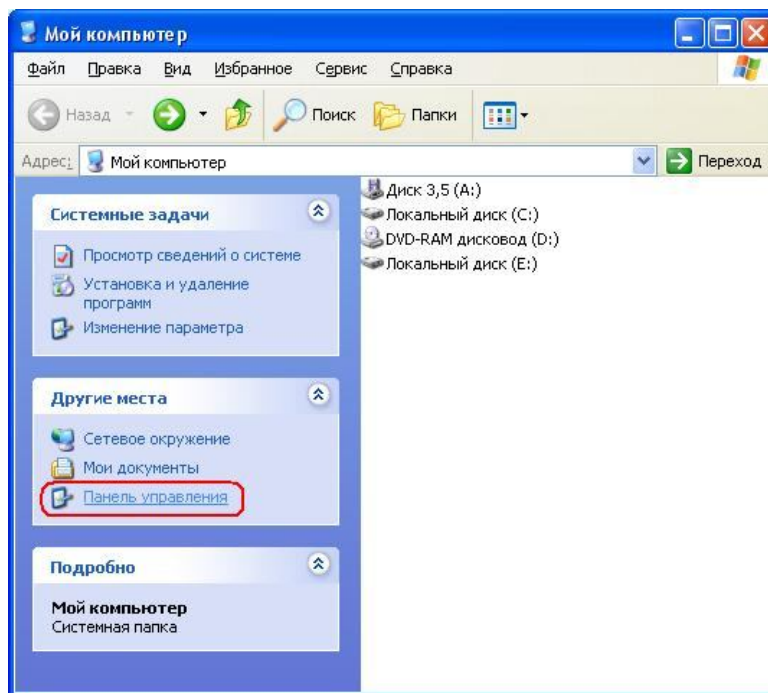 Мой компьютер
Файл Правка Вид Избранное Сервис Справка
Назад Поиск Папки
Адрес: Мой компьютер Переход
Системные задачи
Просмотр сведений о системе
Установка и удаление
программ
Изменение параметра
Другие места
Сетевое окружение
Мои документы
Панель управления
Подробно
Мой компьютер
Системная папка
Диск 3,5 (A:)
Локальный диск (C:)
DVD-RAM дисковод (D:)
Локальный диск (E:)